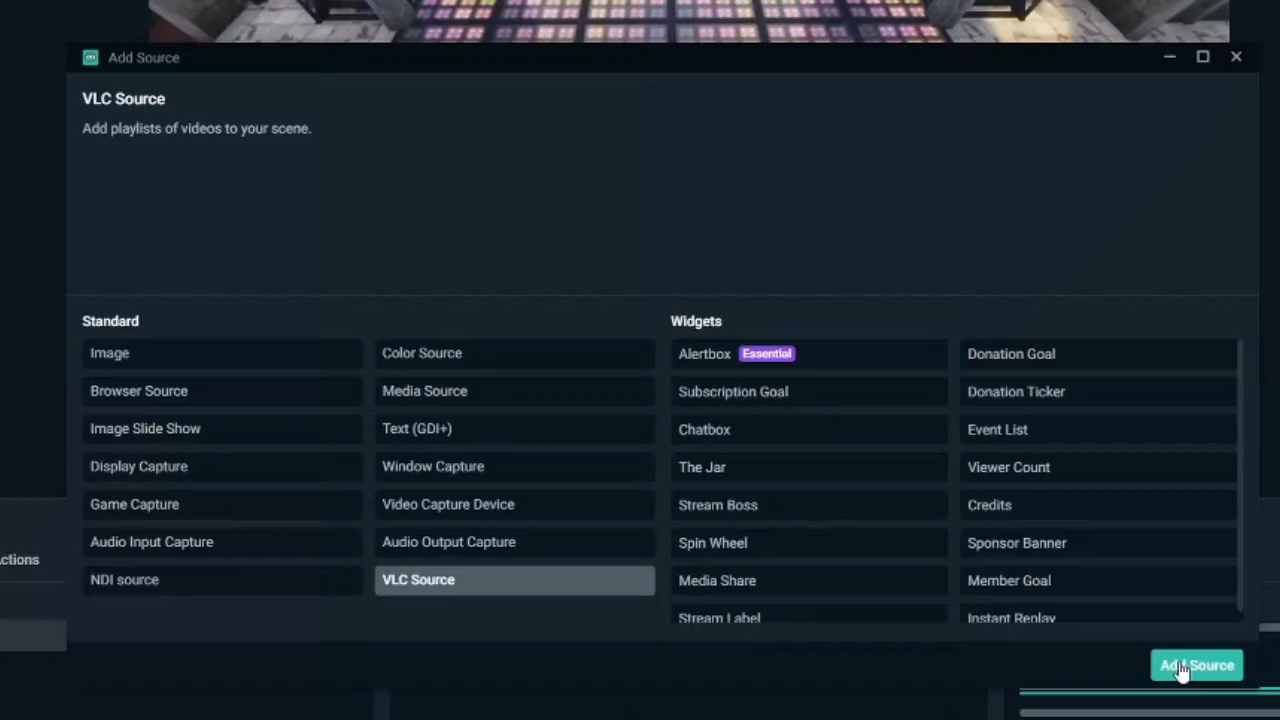 Add Source
VLC Source
Add playlists of videos to your scene.
Standard
Image
Color Source
Browser Source
Media Source
Image Slide Show
Text (GDI+)
Display Capture
Window Capture
Game Capture
Video Capture Device
Audio Input Capture
Audio Output Capture
NDI source
VLC Source
Widgets
Alertbox Essential
Donation Goal
Subscription Goal
Donation Ticker
Chatbox
Event List
The Jar
Viewer Count
Stream Boss
Credits
Spin Wheel
Sponsor Banner
Media Share
Member Goal
Stream Label
Instant Replay
ctions
Add Source